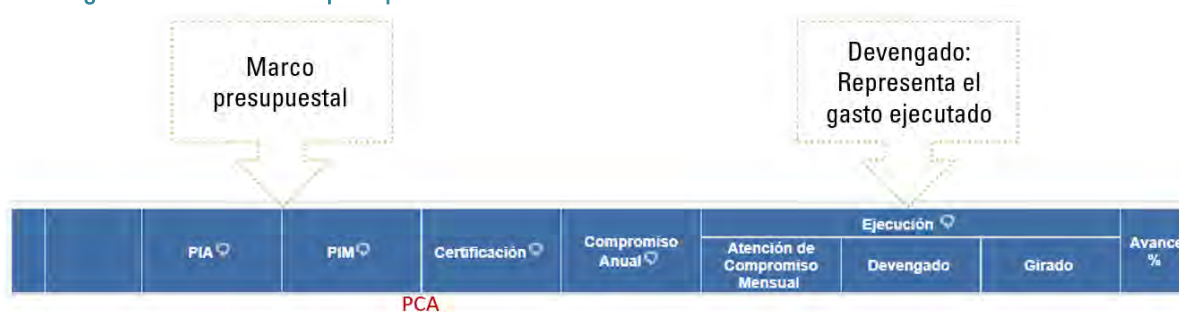 Marco
presupuestal
Devengado:
Representa el
gasto ejecutado
PIA
PIM
Certificación
Compromiso
Anual
Ejecución
Atención de
Compromiso
Mensual
Devengado
Girado
Avance
%
PCA